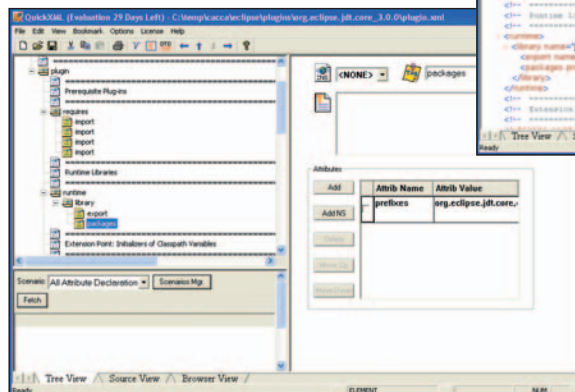 QuickXML (Evaluation 29 Days Left) - C:\temp\cacca\eclipse\plugins\org.eclipse.jdt.core_3.0.0\plugin.xml
File Edit View Bookmark Options License Help
<NONE> packages
plugin
Prerequisite Plug-ins
requires
import
import
import
import
Runtime Libraries
runtime
library
export
packages
Extension Point: Initializers of Classpath Variables
Scenario: All Attribute Declaration Scenarios Mgr.
Fetch
Attributes
Add
Add NS
Delete
Move Up
Move Down
Attrib Name Attrib Value
prefixes org.eclipse.jdt.core,
Tree View Source View Browser View
Ready ELEMENT NUM
<!-- Runtime Li
<runtime>
<library name="
<export name
<packages pre
</library>
</runtime>
<!-- Extension
Tree View S
Ready